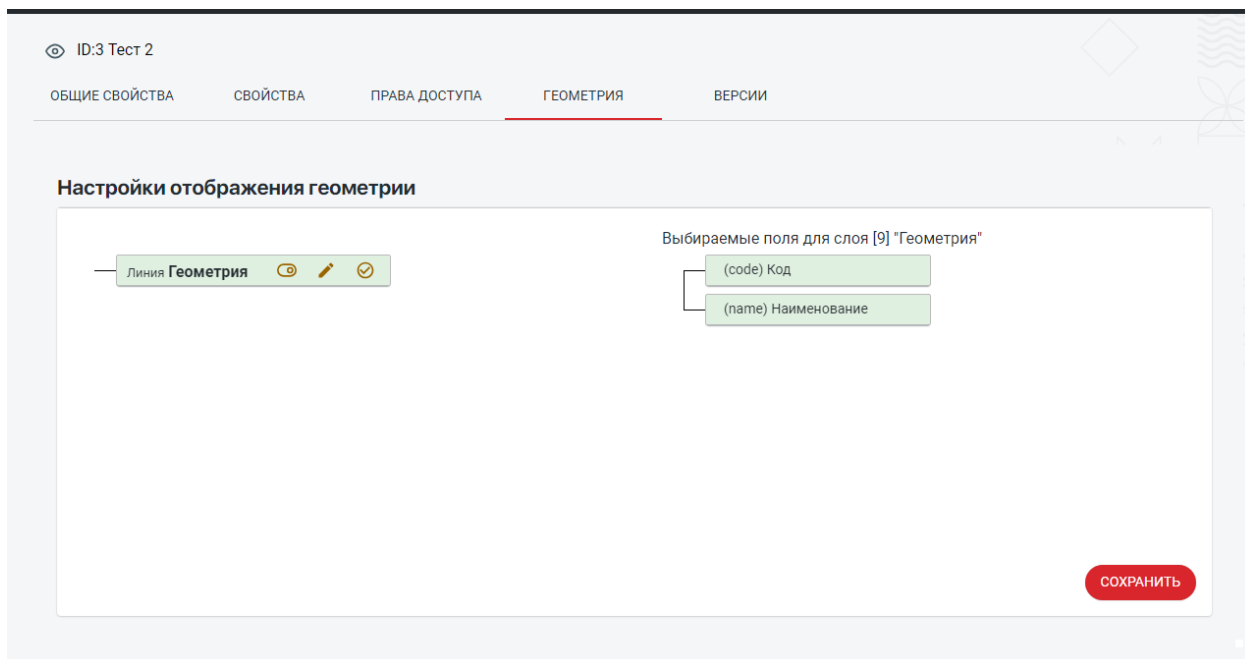 ID:3 Тест 2
ОБЩИЕ СВОЙСТВА СВОЙСТВА ПРАВА ДОСТУПА ГЕОМЕТРИЯ ВЕРСИИ
Настройки отображения геометрии
Выбираемые поля для слоя [9] "Геометрия"
Линия Геометрия (code) Код
(name) Наименование
СОХРАНИТЬ